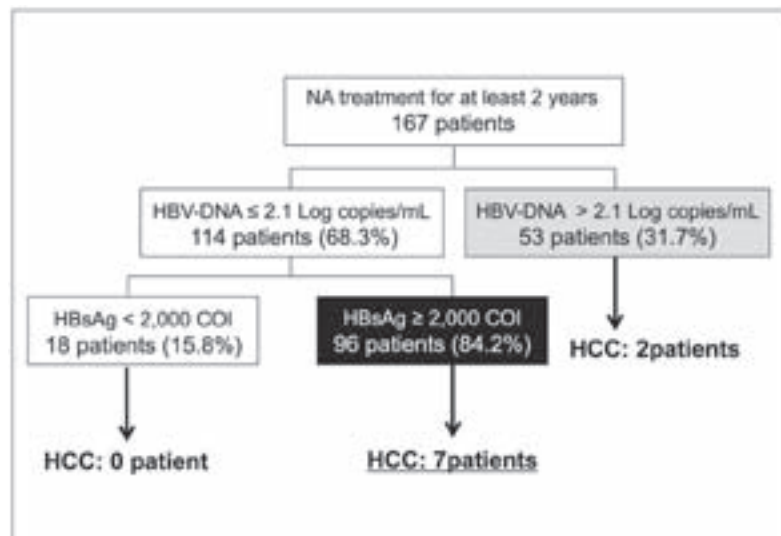 NA treatment for at least 2 years
167 patients
HBV-DNA ≤ 2.1 Log copies/mL
114 patients (68.3%)
HBV-DNA > 2.1 Log copies/mL
53 patients (31.7%)
HBsAg < 2,000 COI
18 patients (15.8%)
HBsAg ≥ 2,000 COI
96 patients (84.2%)
HCC: 2patients
HCC: 0 patient
HCC: 7patients